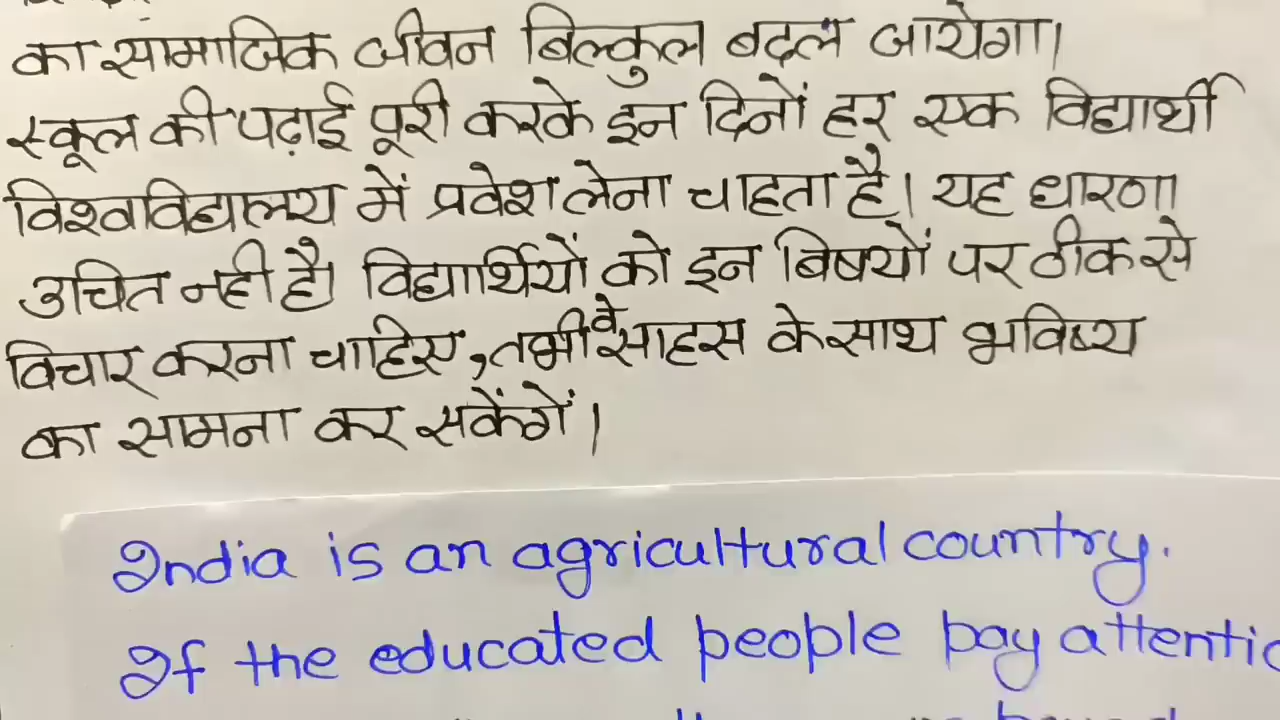 का सामाजिक जीवन बिल्कुल बदल जायेगा।
स्कूल की पढ़ाई पूरी करके इन दिनों हर एक विद्यार्थी
विश्वविद्यालय में प्रवेश लेना चाहता है। यह धारणा
उचित नही है। विद्यार्थियों को इन बिषयों पर ठीक से
विचार करना चाहिए, तभी वे साहस के साथ भविष्य
का सामना कर सकेंगें।
India is an agricultural country.
If the educated people pay attentio